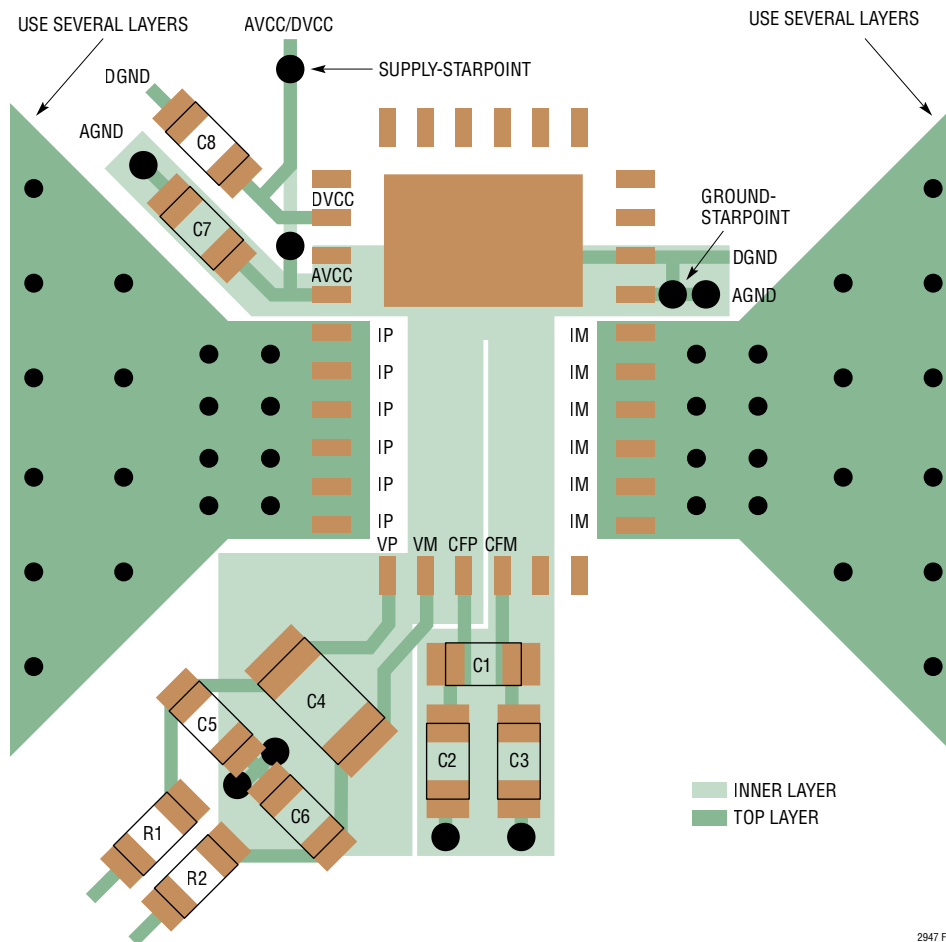 USE SEVERAL LAYERS
AVCC/DVCC
USE SEVERAL LAYERS
SUPPLY-STARPOINT
DGND
AGND
C8
DVCC
GROUND-
STARPOINT
C7
DGND
AVCC
AGND
IP IM
IP IM
IP IM
IP IM
IP IM
IP IM
VP VM CFP CFM
C1
C4
C5
C2 C3
INNER LAYER
C6
TOP LAYER
R1
R2
2947 F